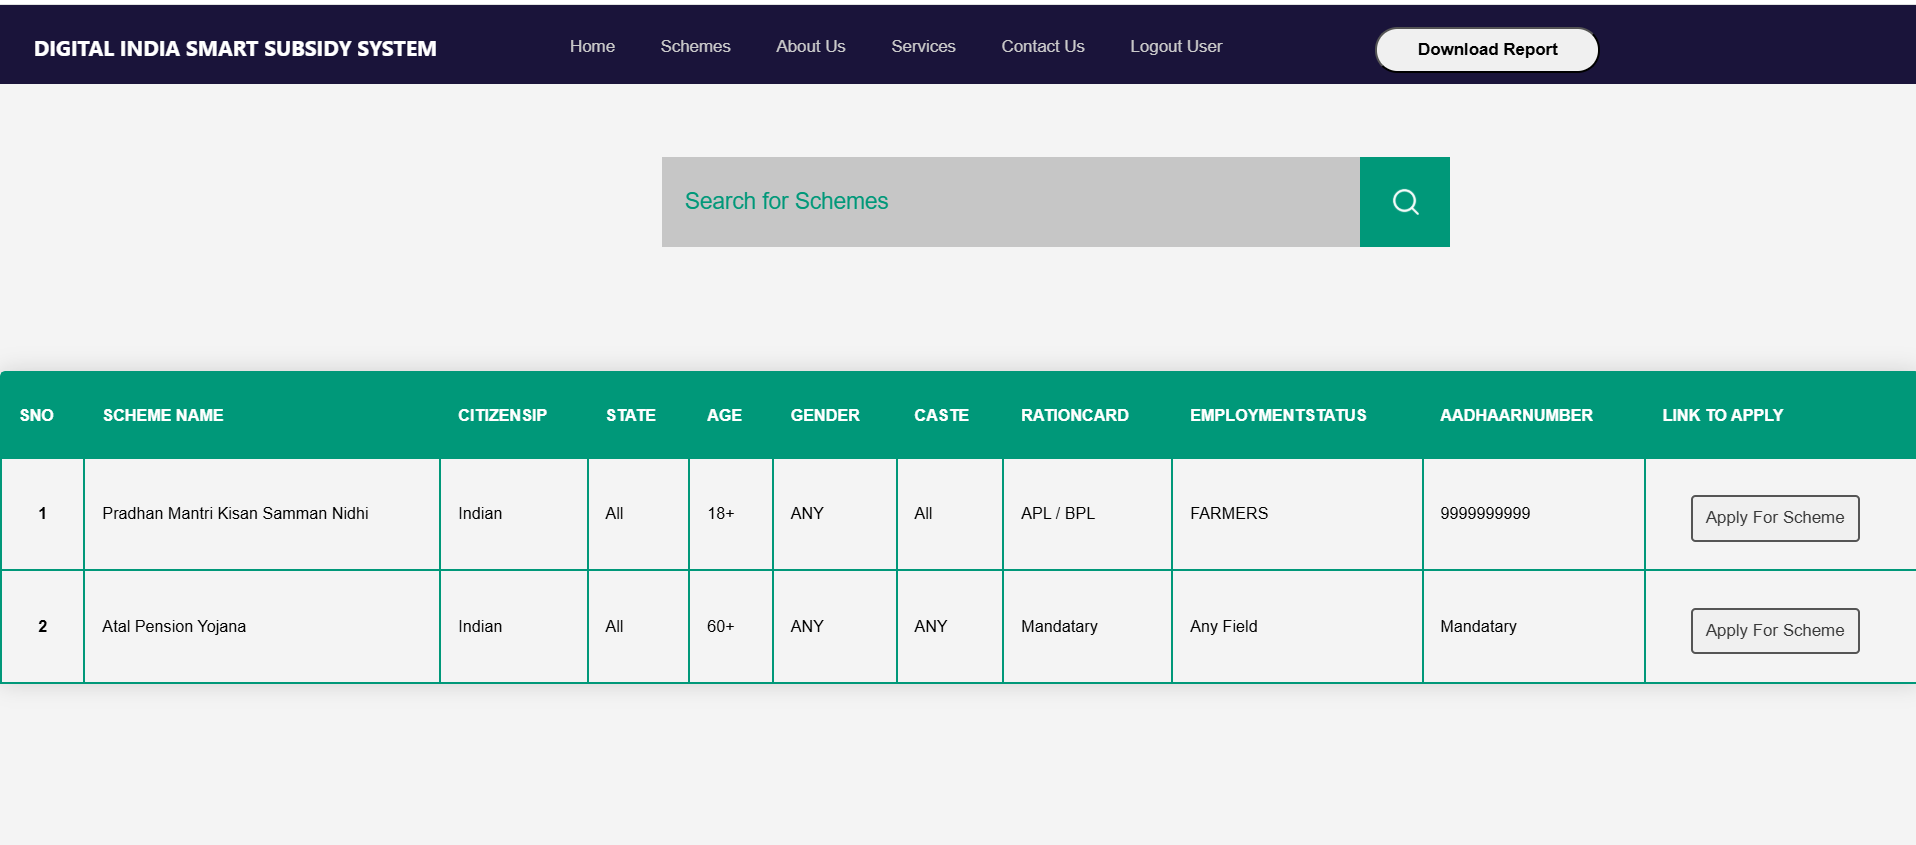 DIGITAL INDIA SMART SUBSIDY SYSTEM Home Schemes About Us Services Contact Us Logout User Download Report
Search for Schemes
SNO SCHEME NAME CITIZENSIP STATE AGE GENDER CASTE RATIONCARD EMPLOYMENTSTATUS AADHAARNUMBER LINK TO APPLY
1 Pradhan Mantri Kisan Samman Nidhi Indian All 18+ ANY All APL / BPL FARMERS 9999999999 Apply For Scheme
2 Atal Pension Yojana Indian All 60+ ANY ANY Mandatary Any Field Mandatary Apply For Scheme